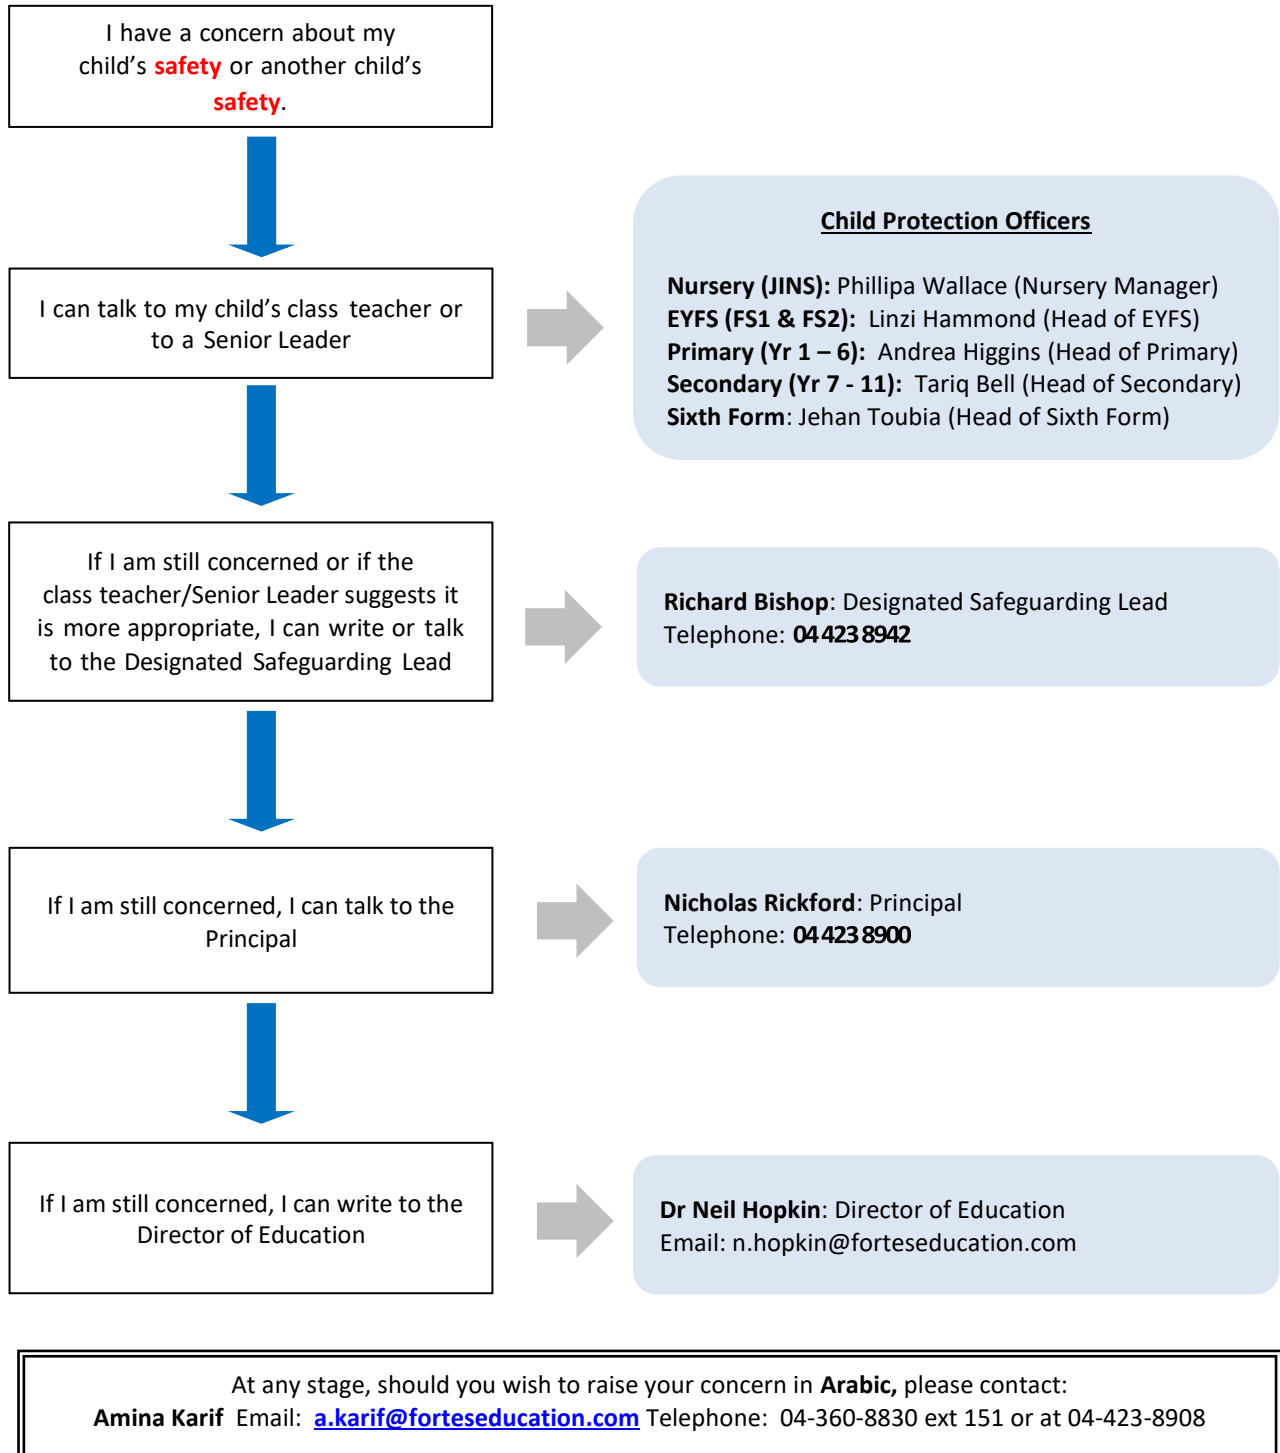 I have a concern about my
child’s safety or another child’s
safety.
I can talk to my child’s class teacher or
to a Senior Leader
Child Protection Officers
Nursery (JINS): Phillipa Wallace (Nursery Manager)
EYFS (FS1 & FS2): Linzi Hammond (Head of EYFS)
Primary (Yr 1 – 6): Andrea Higgins (Head of Primary)
Secondary (Yr 7 - 11): Tariq Bell (Head of Secondary)
Sixth Form: Jehan Toubia (Head of Sixth Form)
If I am still concerned or if the
class teacher/Senior Leader suggests it
is more appropriate, I can write or talk
to the Designated Safeguarding Lead
Richard Bishop: Designated Safeguarding Lead
Telephone: 04 423 8942
If I am still concerned, I can talk to the
Principal
Nicholas Rickford: Principal
Telephone: 04 423 8900
If I am still concerned, I can write to the
Director of Education
Dr Neil Hopkin: Director of Education
Email: n.hopkin@forteseducation.com
At any stage, should you wish to raise your concern in Arabic, please contact:
Amina Karif Email: a.karif@forteseducation.com Telephone: 04-360-8830 ext 151 or at 04-423-8908